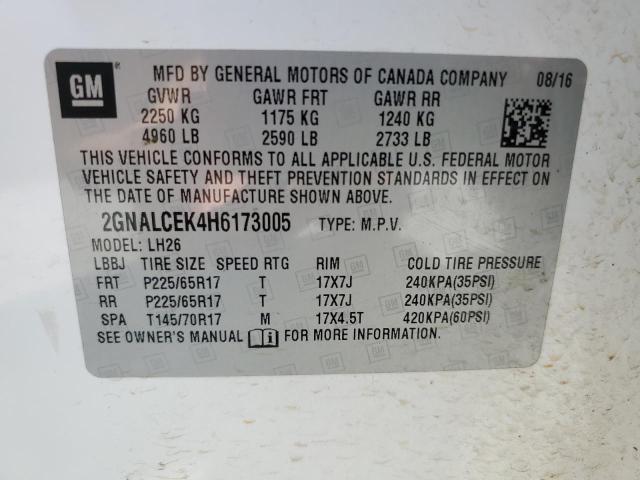 GM
MFD BY GENERAL MOTORS OF CANADA COMPANY 08/16
GVWR GAWR FRT GAWR RR
2250 KG 1175 KG 1240 KG
4960 LB 2590 LB 2733 LB
THIS VEHICLE CONFORMS TO ALL APPLICABLE U.S. FEDERAL MOTOR
VEHICLE SAFETY AND THEFT PREVENTION STANDARDS IN EFFECT ON
THE DATE OF MANUFACTURE SHOWN ABOVE.
2GNALCEK4H6173005 TYPE: M.P.V.
MODEL: LH26
LBBJ TIRE SIZE SPEED RTG RIM COLD TIRE PRESSURE
FRT P225/65R17 T 17X7J 240KPA(35PSI)
RR P225/65R17 T 17X7J 240KPA(35PSI)
SPA T145/70R17 M 17X4.5T 420KPA(60PSI)
SEE OWNER'S MANUAL FOR MORE INFORMATION.